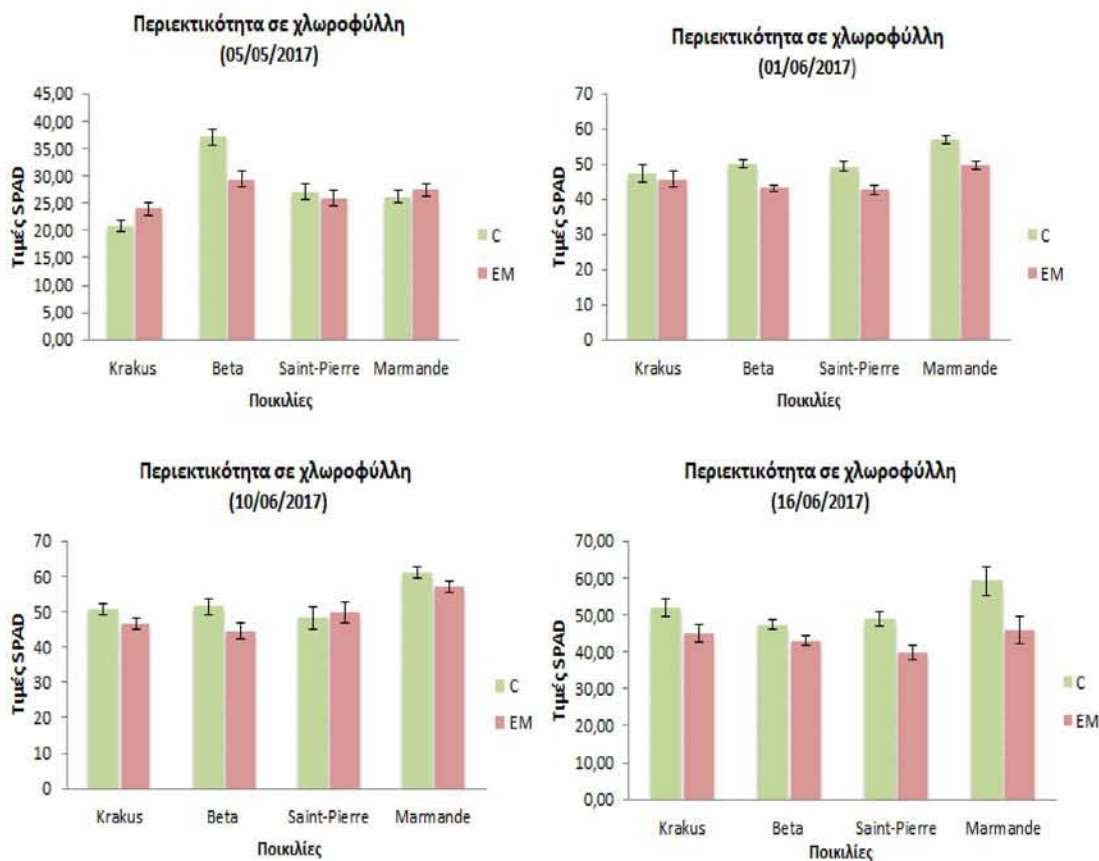 Περιεκτικότητα σε χλωροφύλλη
(05/05/2017)
45,00
40,00
35,00
30,00
25,00
20,00
15,00
10,00
5,00
0,00
Τιμές SPAD
C
EM
Krakus Beta Saint-Pierre Marmande
Ποικιλίες
Περιεκτικότητα σε χλωροφύλλη
(01/06/2017)
70
60
50
40
30
20
10
0
Τιμές SPAD
C
EM
Krakus Beta Saint-Pierre Marmande
Ποικιλίες
Περιεκτικότητα σε χλωροφύλλη
(10/06/2017)
70
60
50
40
30
20
10
0
Τιμές SPAD
C
EM
Krakus Beta Saint-Pierre Marmande
Ποικιλίες
Περιεκτικότητα σε χλωροφύλλη
(16/06/2017)
70,00
60,00
50,00
40,00
30,00
20,00
10,00
0,00
Τιμές SPAD
C
EM
Krakus Beta Saint-Pierre Marmande
Ποικιλίες